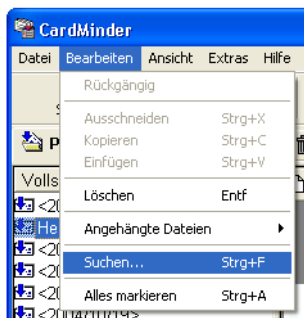 CardMinder
Datei Bearbeiten Ansicht Extras Hilfe
Rückgängig
Ausschneiden Strg+X
Kopieren Strg+C
Einfügen Strg+V
Löschen Entf
Angehängte Dateien
Suchen... Strg+F
Alles markieren Strg+A